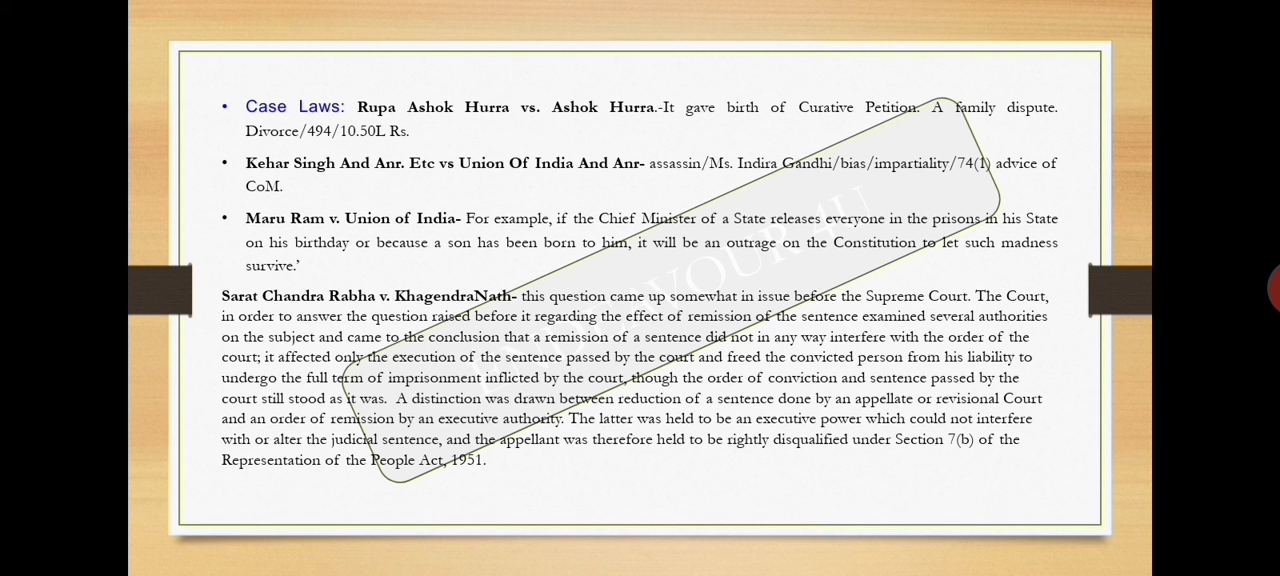 • Case Laws: Rupa Ashok Hurra vs. Ashok Hurra.-It gave birth of Curative Petition. A family dispute.
Divorce/494/10.50L Rs.
• Kehar Singh And Anr. Etc vs Union Of India And Anr- assassin/Ms. Indira Gandhi/bias/impartiality/74(1) advice of
CoM.
• Maru Ram v. Union of India- For example, if the Chief Minister of a State releases everyone in the prisons in his State
on his birthday or because a son has been born to him, it will be an outrage on the Constitution to let such madness
survive.’
Sarat Chandra Rabha v. KhagendraNath- this question came up somewhat in issue before the Supreme Court. The Court,
in order to answer the question raised before it regarding the effect of remission of the sentence examined several authorities
on the subject and came to the conclusion that a remission of a sentence did not in any way interfere with the order of the
court; it affected only the execution of the sentence passed by the court and freed the convicted person from his liability to
undergo the full term of imprisonment inflicted by the court, though the order of conviction and sentence passed by the
court still stood as it was. A distinction was drawn between reduction of a sentence done by an appellate or revisional Court
and an order of remission by an executive authority. The latter was held to be an executive power which could not interfere
with or alter the judicial sentence, and the appellant was therefore held to be rightly disqualified under Section 7(b) of the
Representation of the People Act, 1951.
ENDEAVOUR 4U